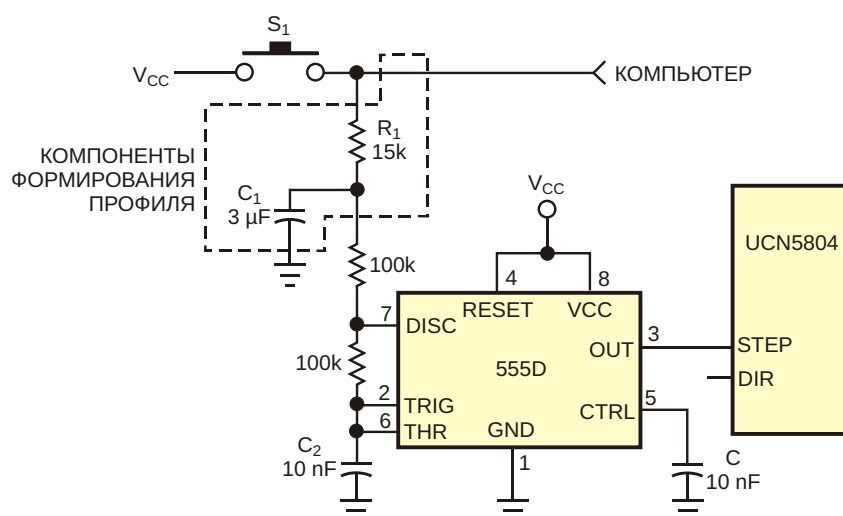 S1
VCC
КОМПЬЮТЕР
R1
15k
КОМПОНЕНТЫ
ФОРМИРОВАНИЯ
ПРОФИЛЯ
C1
3 µF
VCC
UCN5804
100k
4
8
RESET
VCC
7
DISC
3
OUT
STEP
100k
555D
DIR
2
TRIG
5
CTRL
6
THR
GND
C2
10 nF
1
C
10 nF